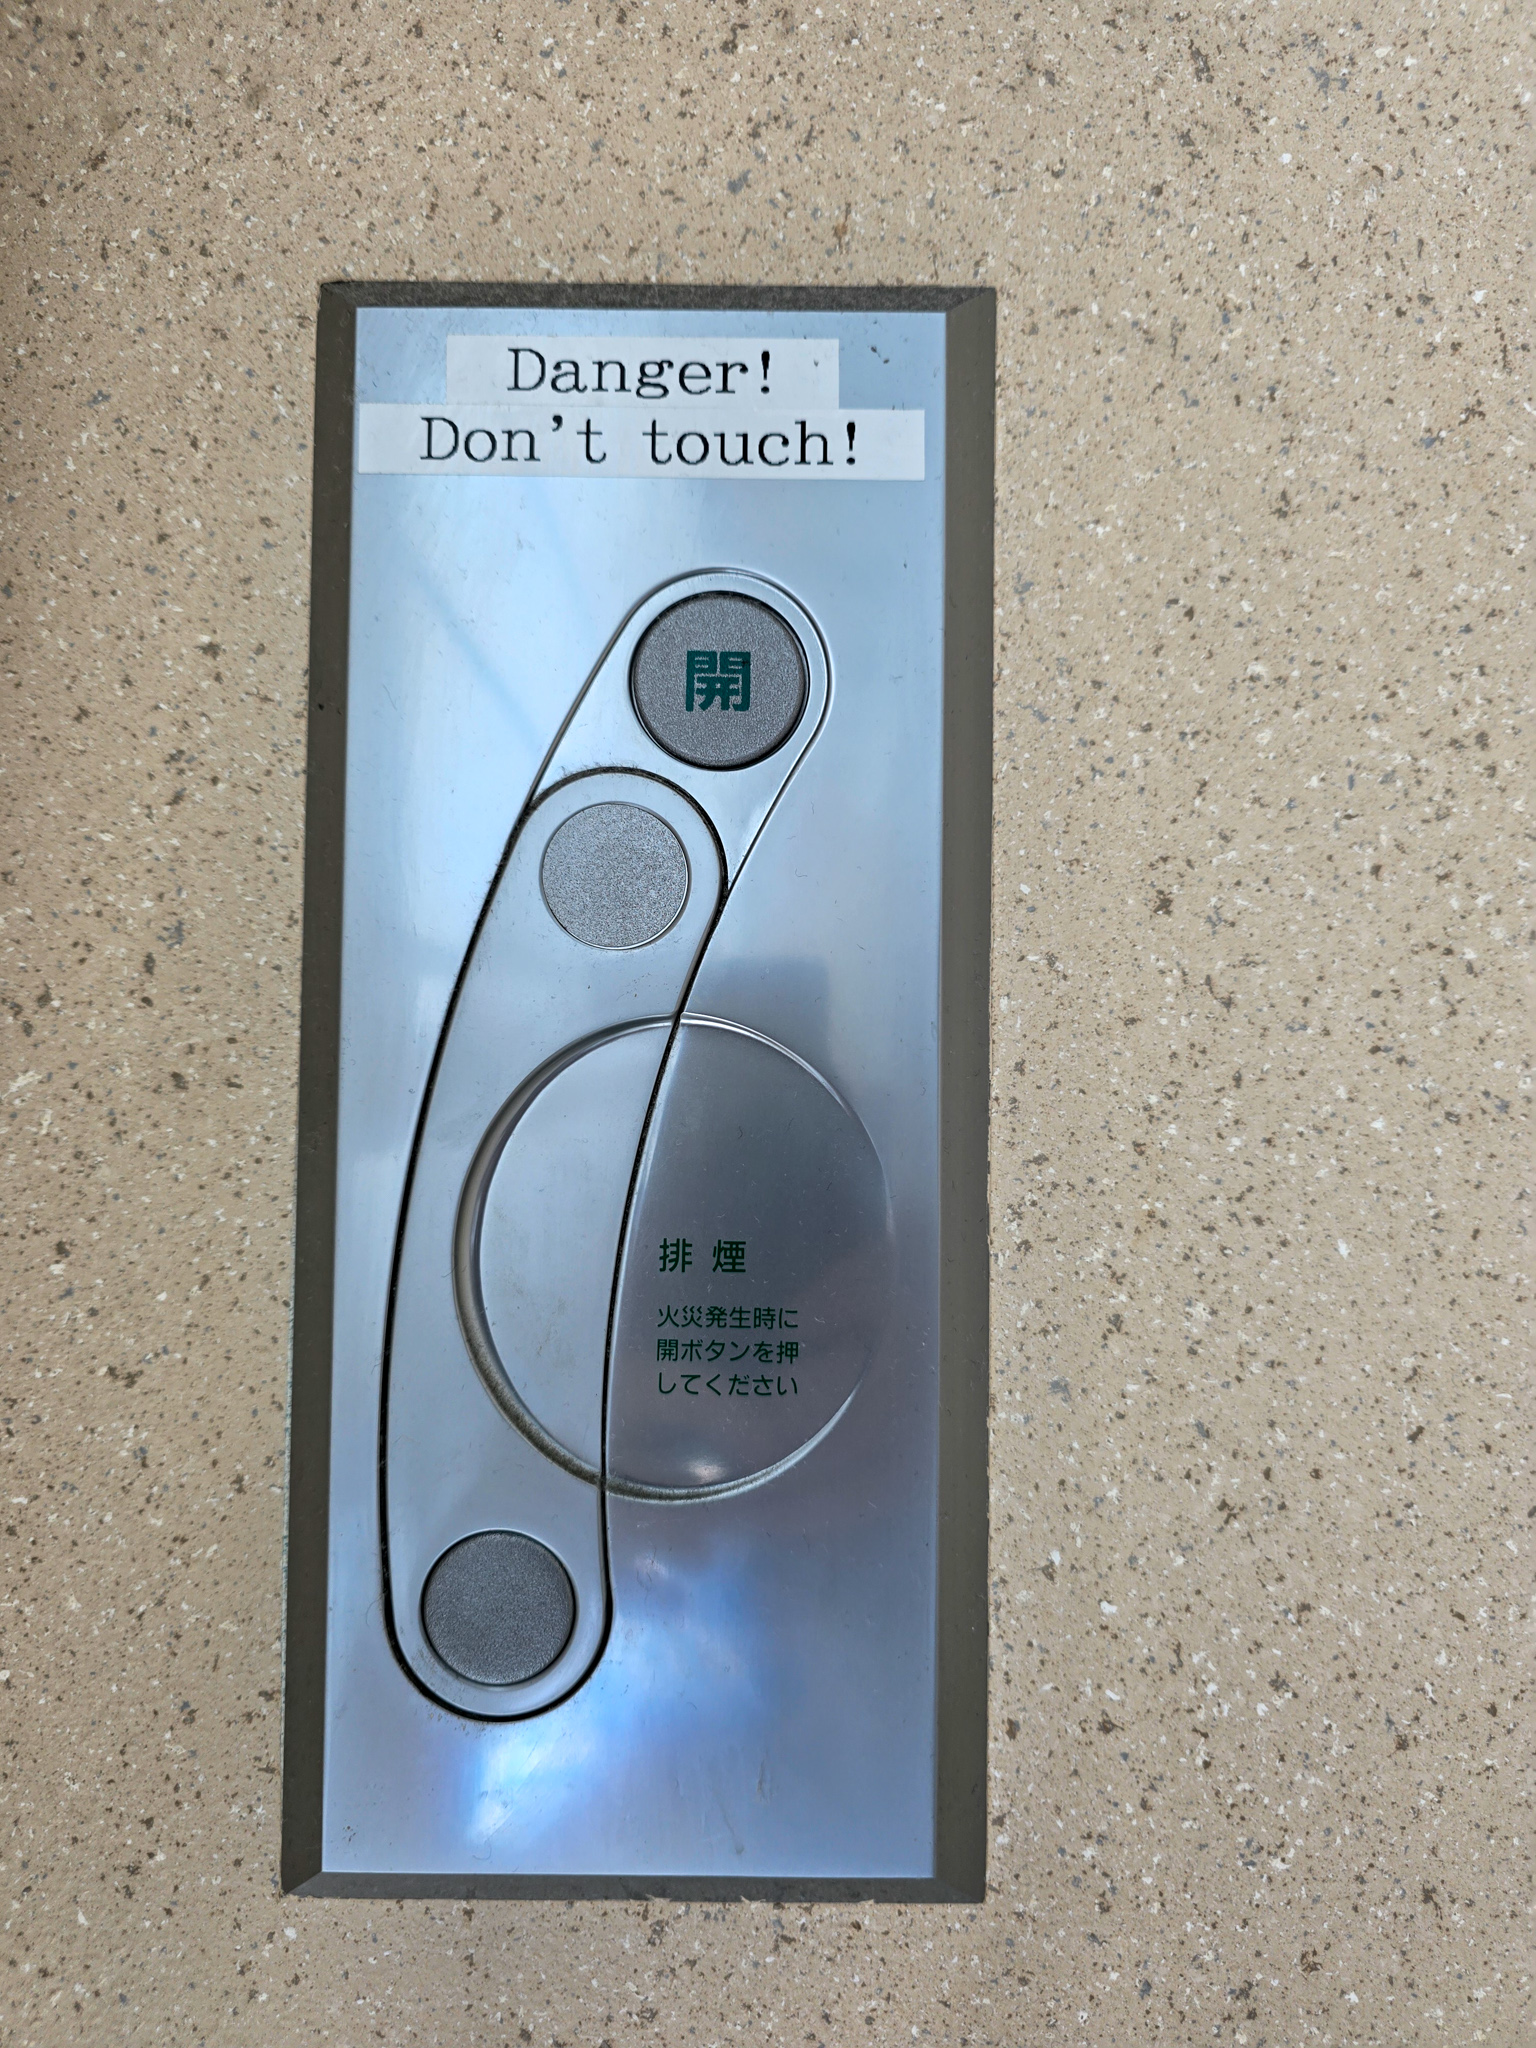 Danger!
Don't touch!
開
排煙
火災発生時に
開ボタンを押
してください